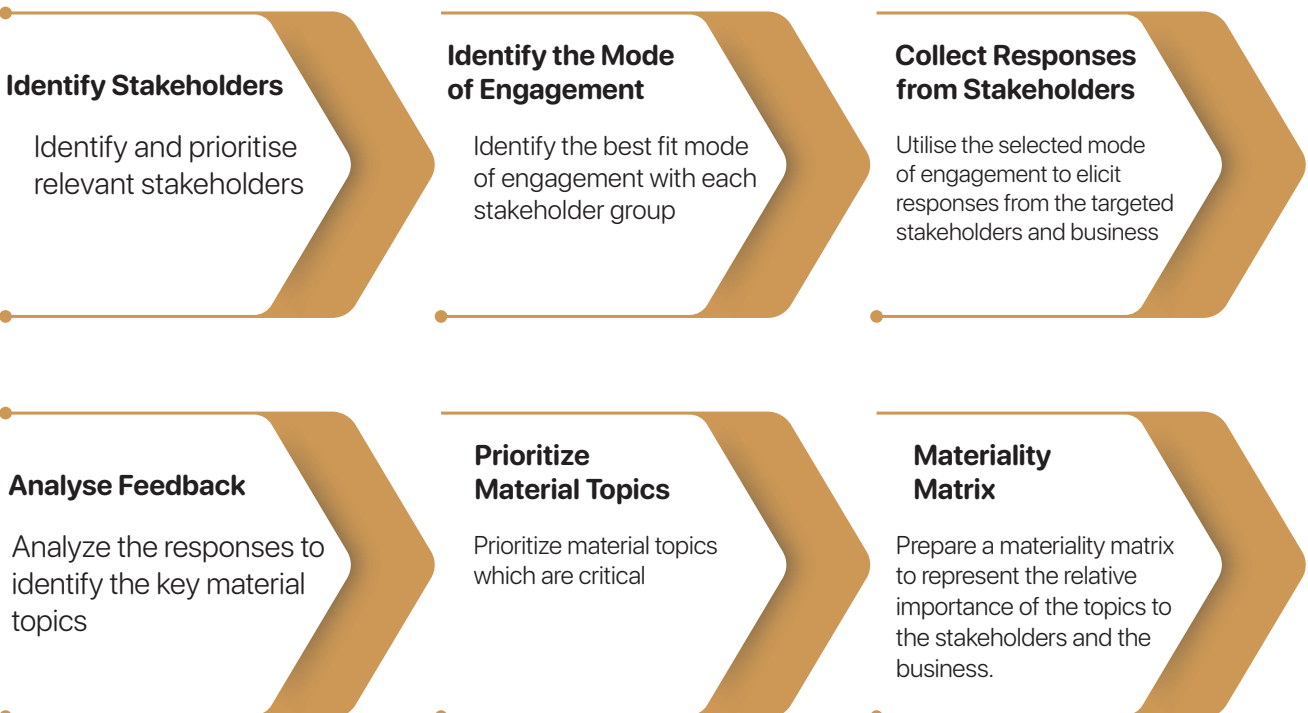 Identify Stakeholders
Identify and prioritise
relevant stakeholders
Identify the Mode
of Engagement
Identify the best fit mode
of engagement with each
stakeholder group
Collect Responses
from Stakeholders
Utilise the selected mode
of engagement to elicit
responses from the targeted
stakeholders and business
Analyse Feedback
Analyze the responses to
identify the key material
topics
Prioritize
Material Topics
Prioritize material topics
which are critical
Materiality
Matrix
Prepare a materiality matrix
to represent the relative
importance of the topics to
the stakeholders and the
business.